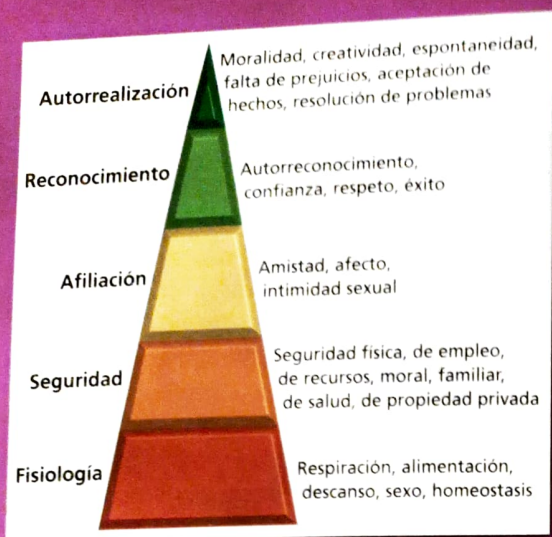 Autorrealización
Moralidad, creatividad, espontaneidad,
falta de prejuicios, aceptación de
hechos, resolución de problemas
Reconocimiento
Autorreconocimiento,
confianza, respeto, éxito
Afiliación
Amistad, afecto,
intimidad sexual
Seguridad
Seguridad física, de empleo,
de recursos, moral, familiar,
de salud, de propiedad privada
Fisiología
Respiración, alimentación,
descanso, sexo, homeostasis